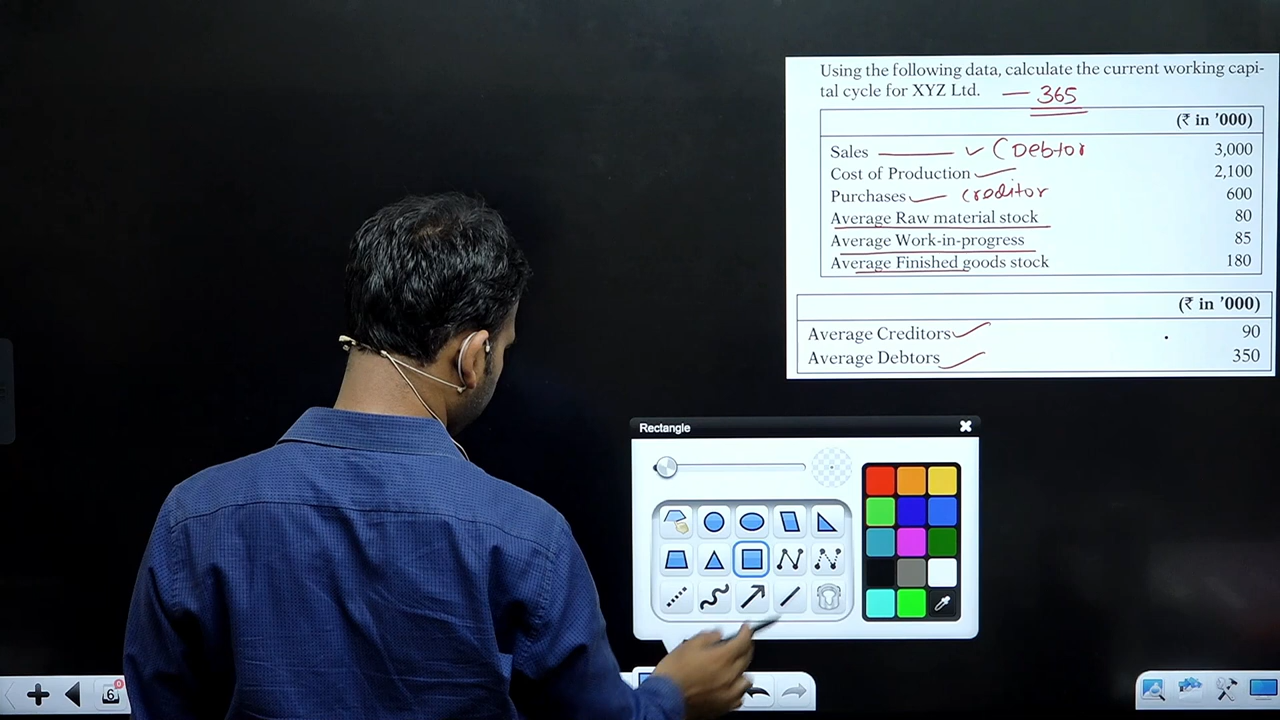 Using the following data, calculate the current working capi-
tal cycle for XYZ Ltd. — 365
(₹ in '000)
Sales (Debtor 3,000
Cost of Production 2,100
Purchases Creditor 600
Average Raw material stock 80
Average Work-in-progress 85
Average Finished goods stock 180
(₹ in '000)
Average Creditors 90
Average Debtors 350
Rectangle
6
0